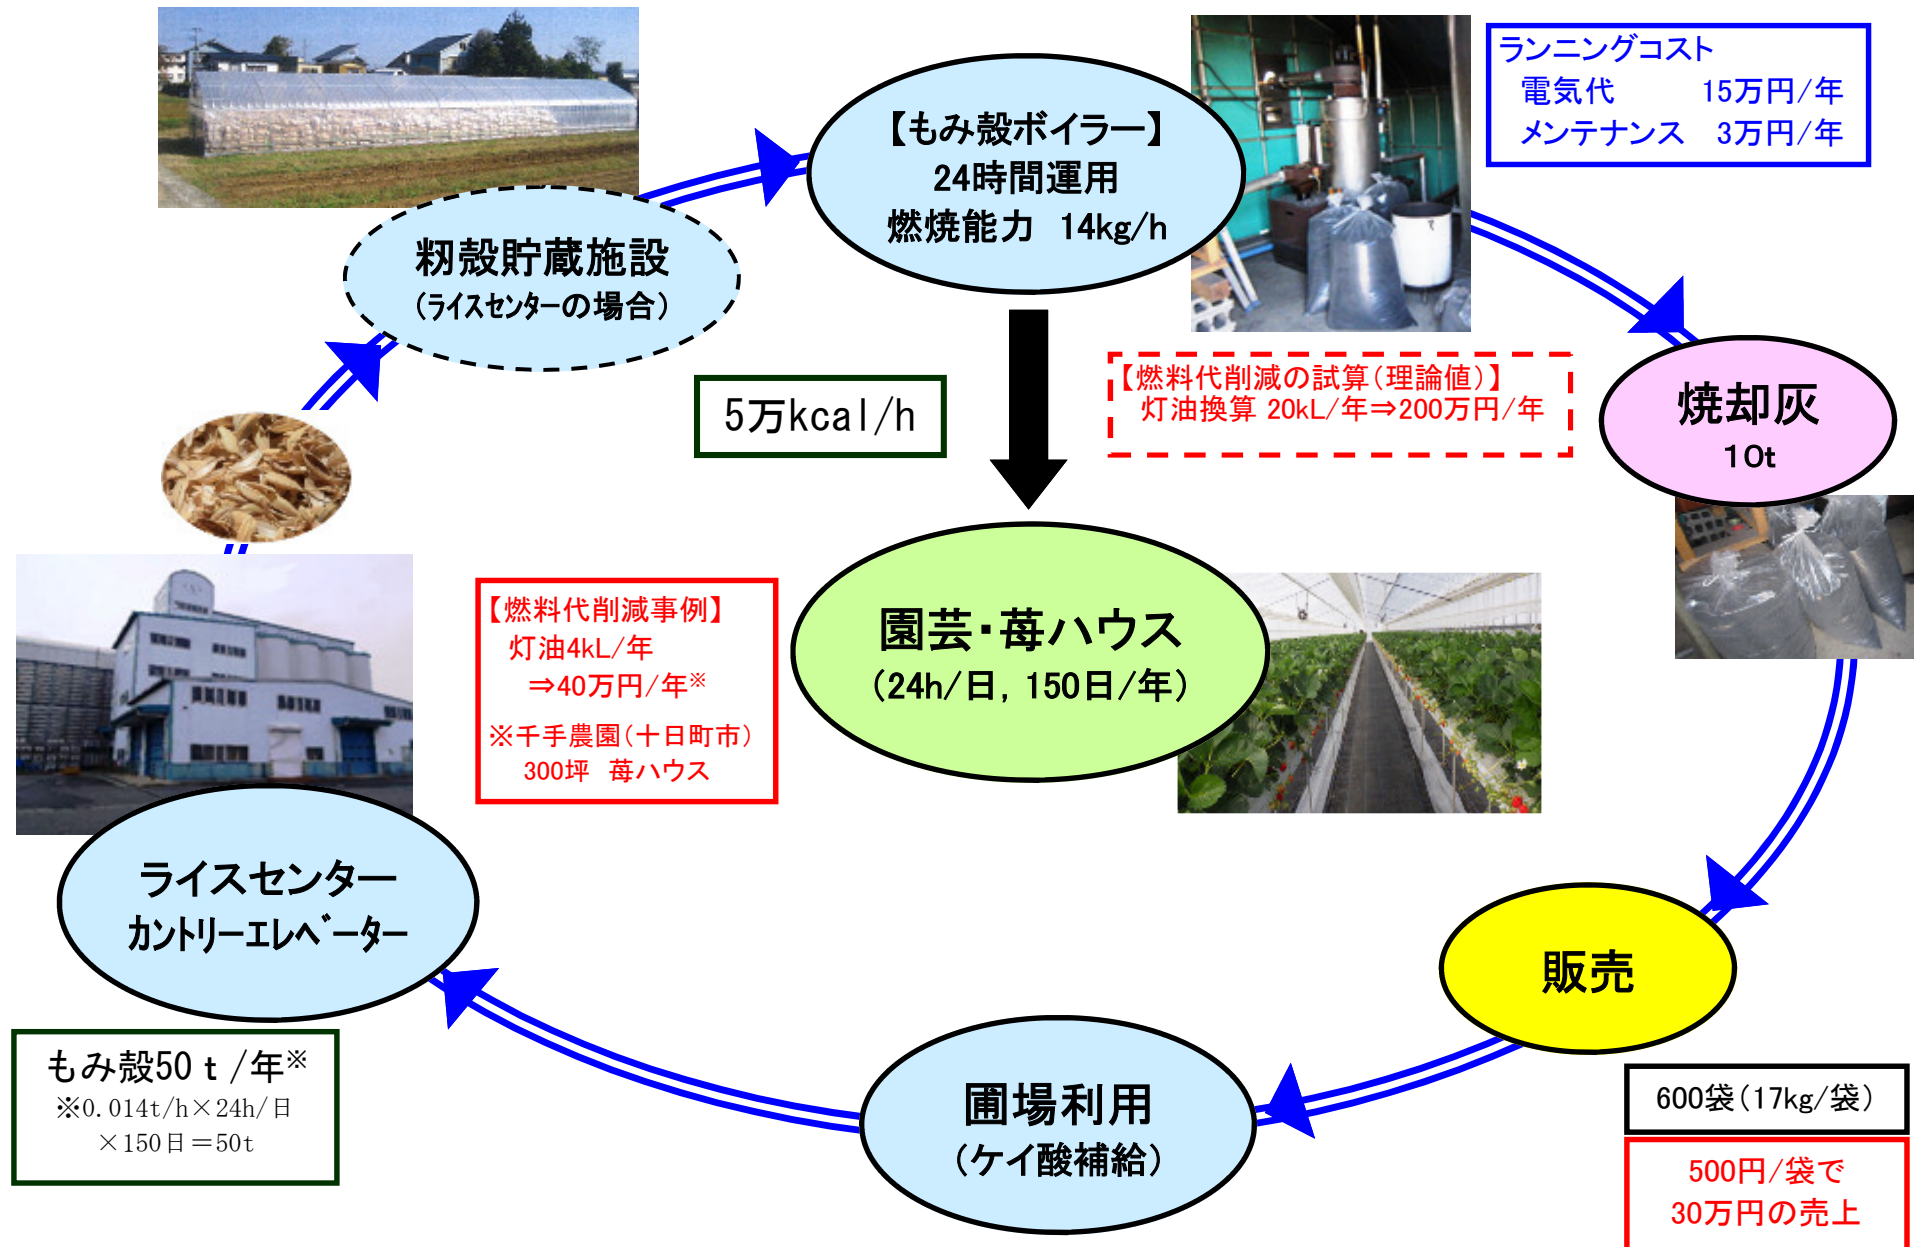 ランニングコスト
電気代 15万円/年
メンテナンス 3万円/年
【もみ殻ボイラー】
24時間運用
燃焼能力 14kg/h
籾殻貯蔵施設
(ライスセンターの場合)
5万kcal/h
【燃料代削減の試算(理論値)】
灯油換算 20kL/年⇒200万円/年
焼却灰
10t
【燃料代削減事例】
灯油4kL/年
⇒40万円/年※
※千手農園(十日町市)
300坪 苺ハウス
園芸・苺ハウス
(24h/日, 150日/年)
ライスセンター
カントリーエレベーター
販売
もみ殻50t/年※
※0.014t/h×24h/日
×150日=50t
圃場利用
(ケイ酸補給)
600袋(17kg/袋)
500円/袋で
30万円の売上